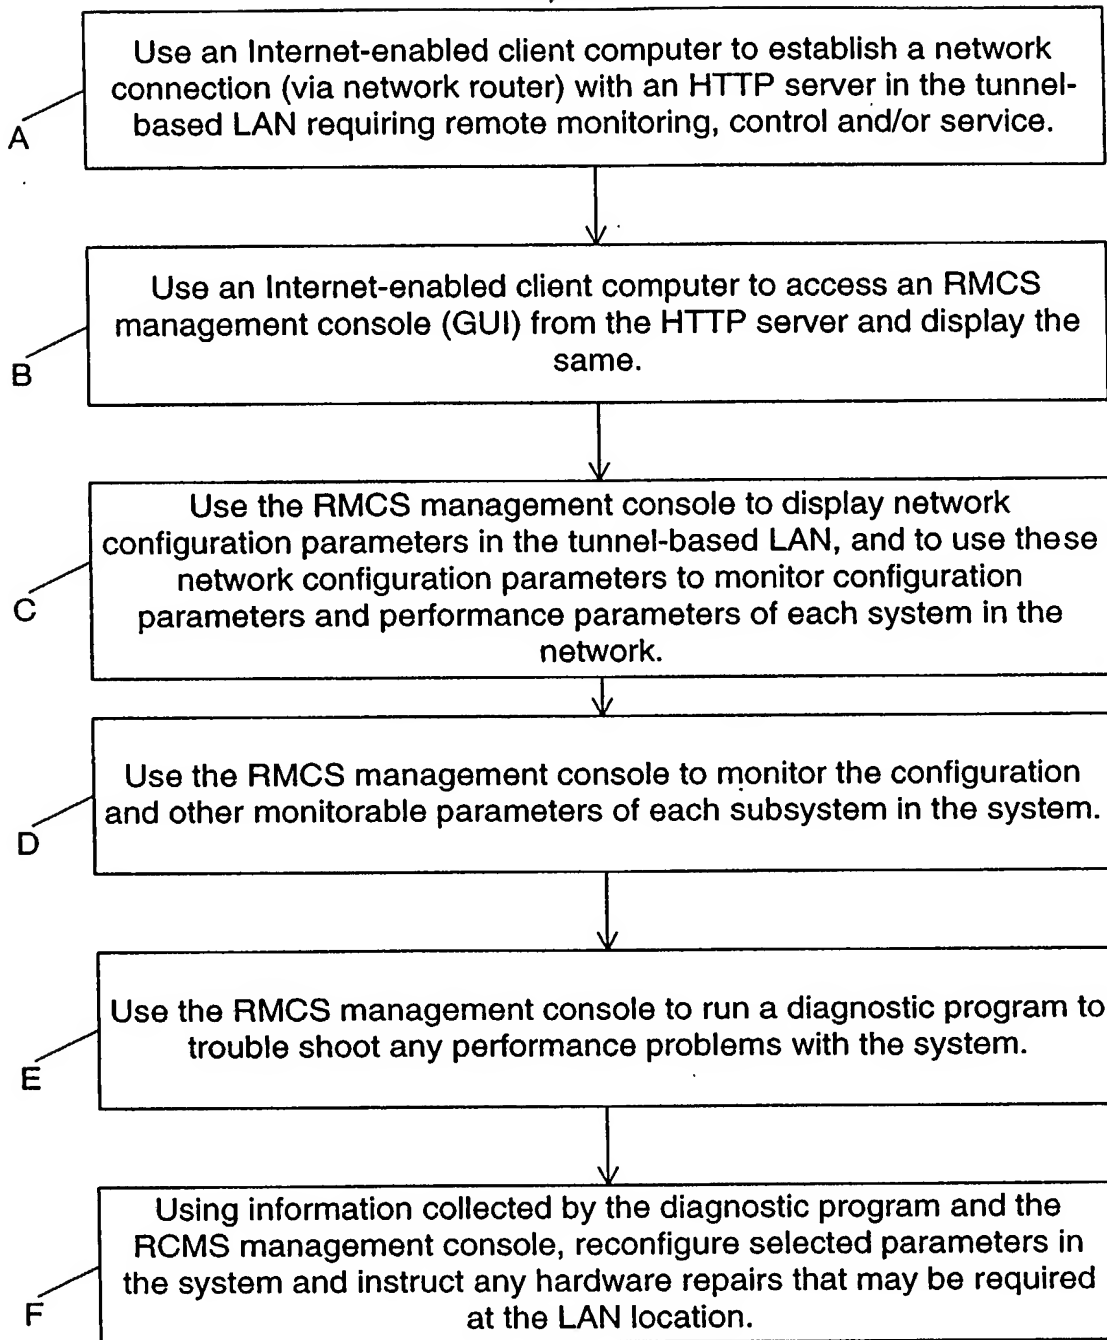 Use an Internet-enabled client computer to establish a network
connection (via network router) with an HTTP server in the tunnel-
based LAN requiring remote monitoring, control and/or service.
A
Use an Internet-enabled client computer to access an RMCS
management console (GUI) from the HTTP server and display the
same.
B
Use the RMCS management console to display network
configuration parameters in the tunnel-based LAN, and to use these
network configuration parameters to monitor configuration
parameters and performance parameters of each system in the
network.
C
Use the RMCS management console to monitor the configuration
and other monitorable parameters of each subsystem in the system.
D
Use the RMCS management console to run a diagnostic program to
trouble shoot any performance problems with the system.
E
Using information collected by the diagnostic program and the
RCMS management console, reconfigure selected parameters in
the system and instruct any hardware repairs that may be required
at the LAN location.
F